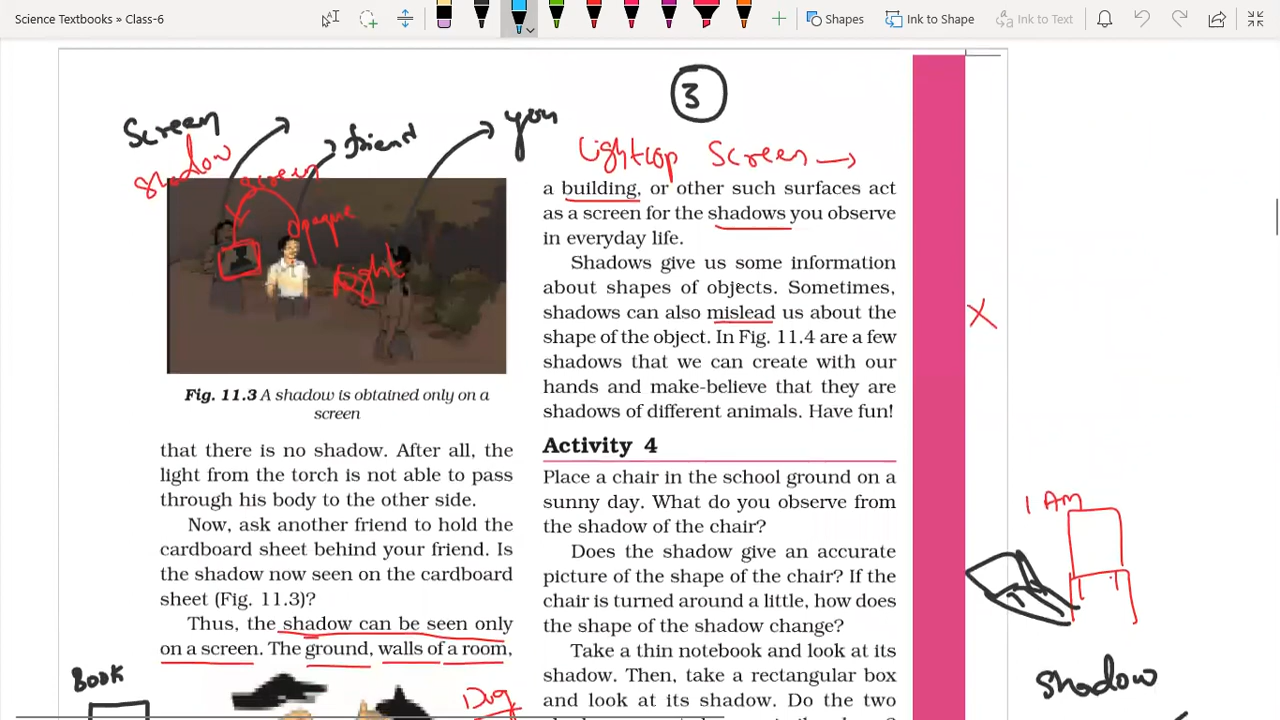 Science Textbooks » Class-6
Shapes
Ink to Shape
Ink to Text
3
Screen
friend
you
shadow
screen
opaque
light
Screen →
Fig. 11.3 A shadow is obtained only on a
screen
that there is no shadow. After all, the
light from the torch is not able to pass
through his body to the other side.
Now, ask another friend to hold the
cardboard sheet behind your friend. Is
the shadow now seen on the cardboard
sheet (Fig. 11.3)?
Thus, the shadow can be seen only
on a screen. The ground, walls of a room,
Book
Dog
a building, or other such surfaces act
as a screen for the shadows you observe
in everyday life.
Shadows give us some information
about shapes of objects. Sometimes,
shadows can also mislead us about the
shape of the object. In Fig. 11.4 are a few
shadows that we can create with our
hands and make-believe that they are
shadows of different animals. Have fun!
Activity 4
Place a chair in the school ground on a
sunny day. What do you observe from
the shadow of the chair?
Does the shadow give an accurate
picture of the shape of the chair? If the
chair is turned around a little, how does
the shape of the shadow change?
Take a thin notebook and look at its
shadow. Then, take a rectangular box
and look at its shadow. Do the two
X
1 AM
shadow